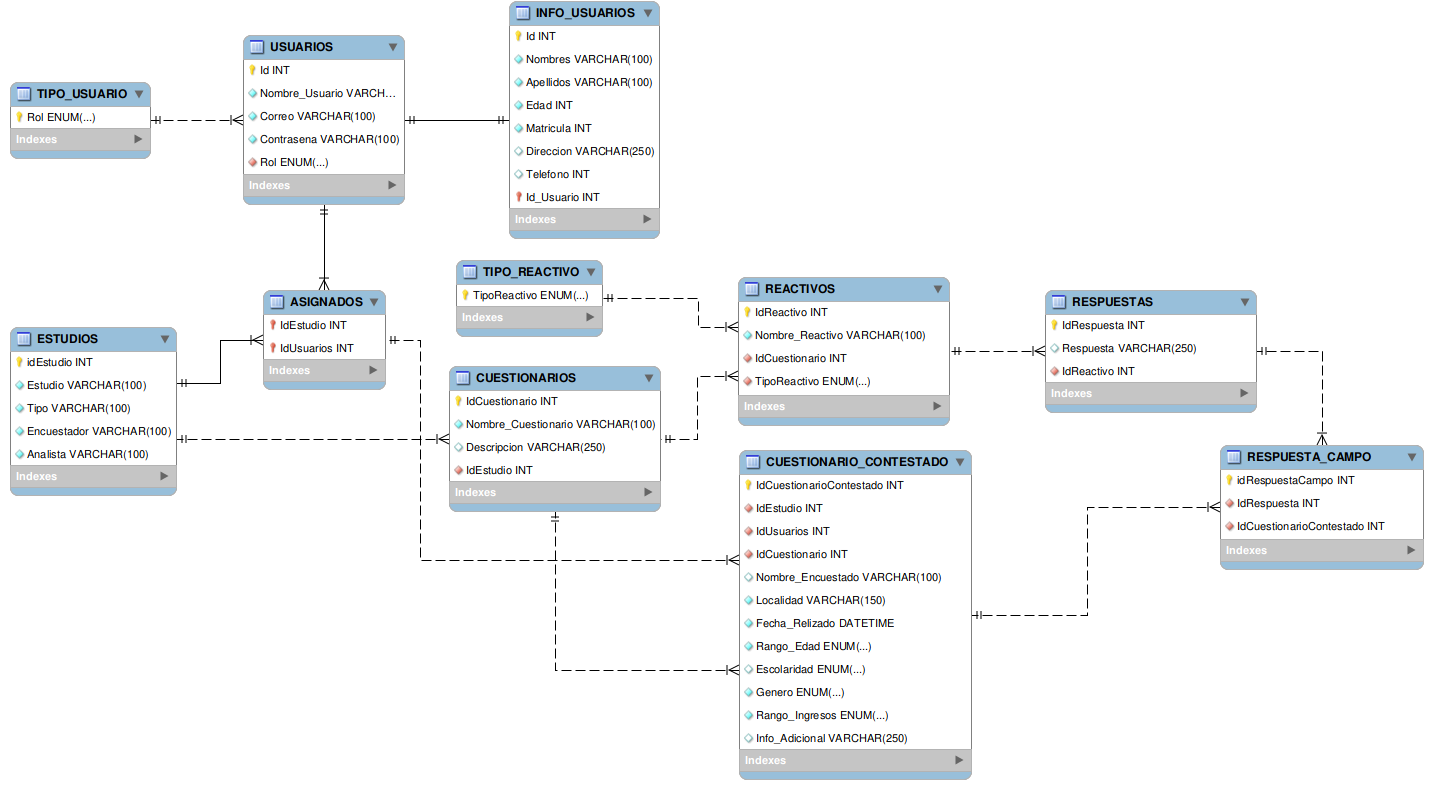 TIPO_USUARIO
Rol ENUM(...)
Indexes
USUARIOS
Id INT
Nombre_Usuario VARCH...
Correo VARCHAR(100)
Contrasena VARCHAR(100)
Rol ENUM(...)
Indexes
INFO_USUARIOS
Id INT
Nombres VARCHAR(100)
Apellidos VARCHAR(100)
Edad INT
Matricula INT
Direccion VARCHAR(250)
Telefono INT
Id_Usuario INT
Indexes
ASIGNADOS
IdEstudio INT
IdUsuarios INT
Indexes
ESTUDIOS
idEstudio INT
Estudio VARCHAR(100)
Tipo VARCHAR(100)
Encuestador VARCHAR(100)
Analista VARCHAR(100)
Indexes
TIPO_REACTIVO
TipoReactivo ENUM(...)
Indexes
CUESTIONARIOS
IdCuestionario INT
Nombre_Cuestionario VARCHAR(100)
Descripcion VARCHAR(250)
IdEstudio INT
Indexes
REACTIVOS
IdReactivo INT
Nombre_Reactivo VARCHAR(100)
IdCuestionario INT
TipoReactivo ENUM(...)
Indexes
RESPUESTAS
IdRespuesta INT
Respuesta VARCHAR(250)
IdReactivo INT
Indexes
CUESTIONARIO_CONTESTADO
IdCuestionarioContestado INT
IdEstudio INT
IdUsuarios INT
IdCuestionario INT
Nombre_Encuestado VARCHAR(100)
Localidad VARCHAR(150)
Fecha_Relizado DATETIME
Rango_Edad ENUM(...)
Escolaridad ENUM(...)
Genero ENUM(...)
Rango_Ingresos ENUM(...)
Info_Adicional VARCHAR(250)
Indexes
RESPUESTA_CAMPO
idRespuestaCampo INT
IdRespuesta INT
IdCuestionarioContestado INT
Indexes